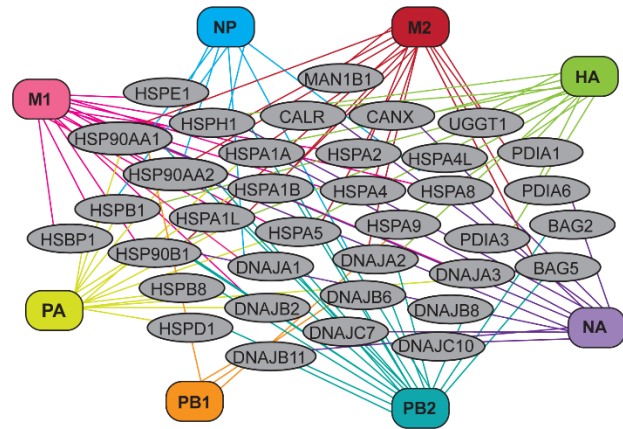 NP
M2
HA
M1
HSPE1
MAN1B1
HSPH1
CALR
CANX
UGGT1
HSP90AA1
HSPA1A
HSPA2
HSPA4L
PDIA1
HSP90AA2
HSPA1B
HSPA4
HSPA8
PDIA6
HSPB1
HSPA1L
HSPA5
HSPA9
PDIA3
BAG2
HSBP1
HSP90B1
DNAJA1
DNAJA2
DNAJA3
BAG5
PA
HSPB8
DNAJB2
DNAJB6
DNAJB8
NA
HSPD1
DNAJB11
DNAJC7
DNAJC10
PB1
PB2